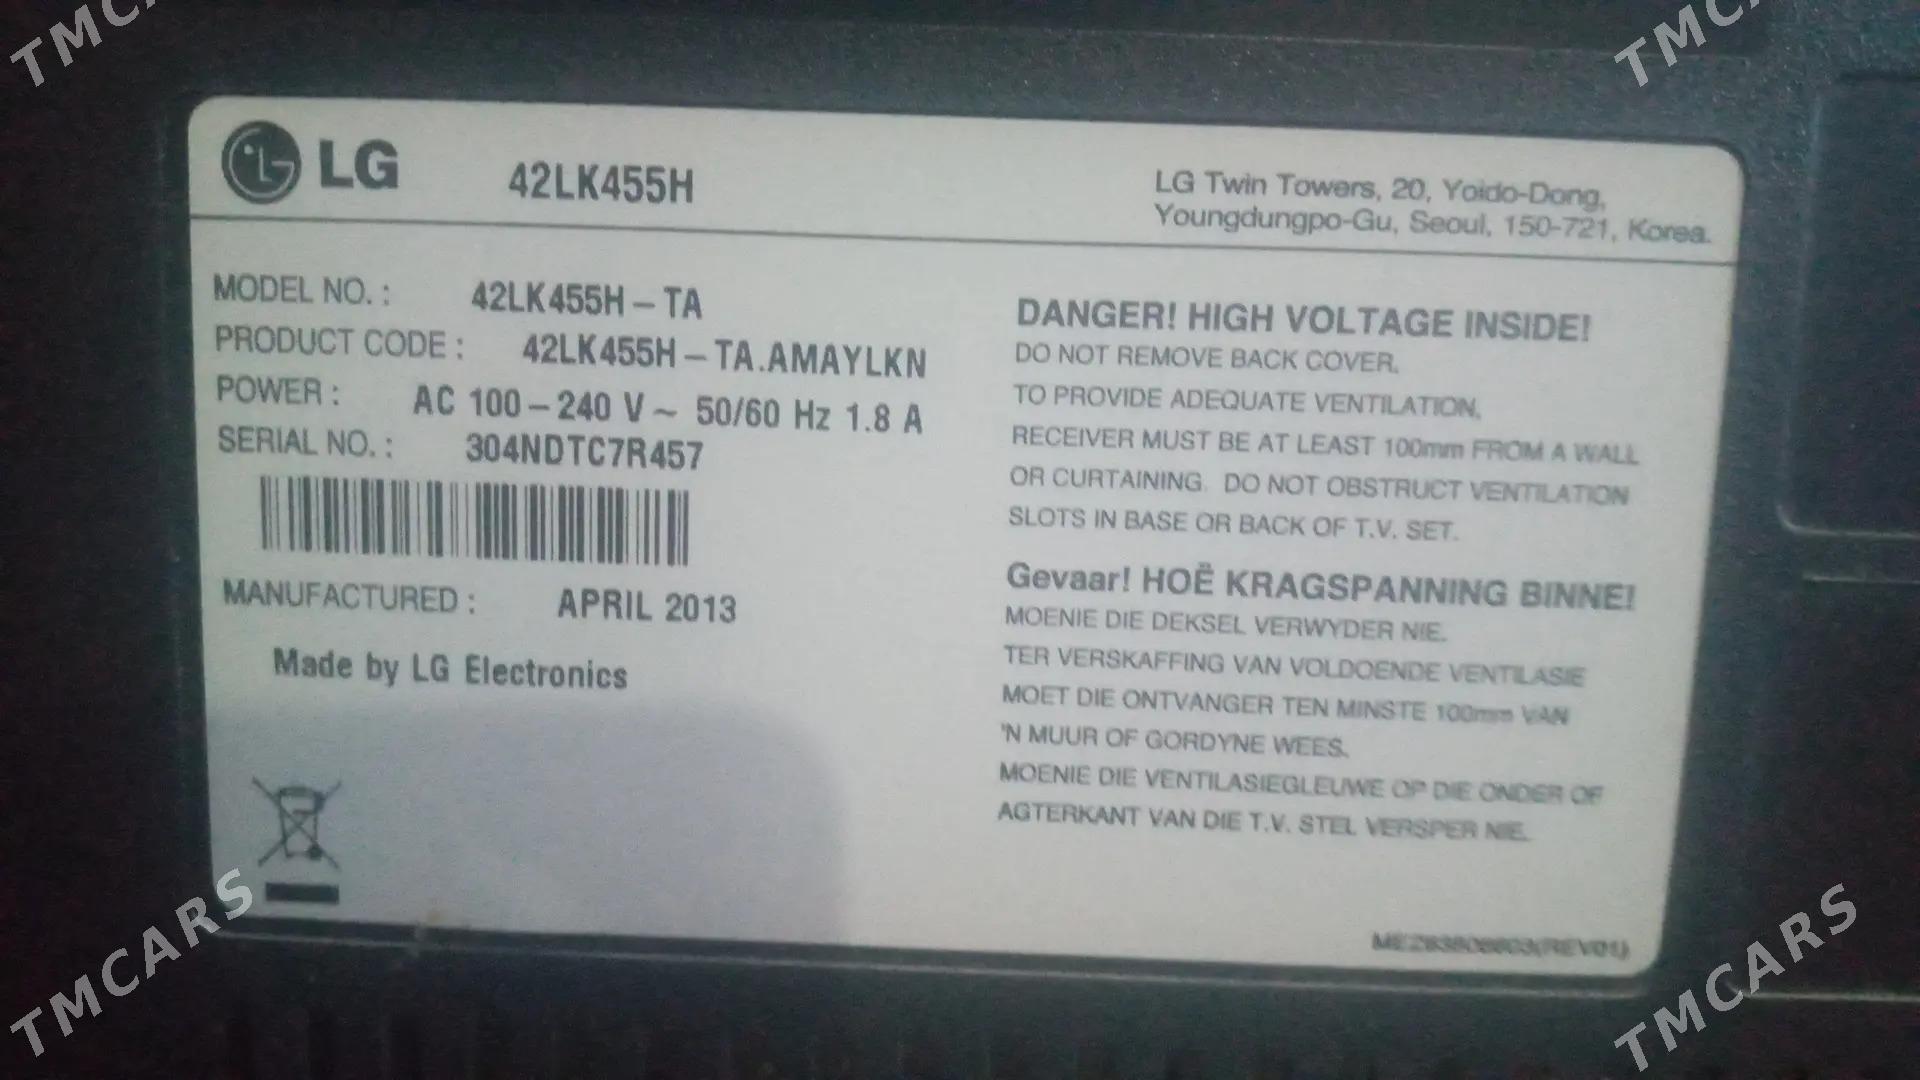 TMCARS
TMCARS
LG 42LK455H
LG Twin Towers, 20, Yoido-Dong,
Youngdungpo-Gu, Seoul, 150-721, Korea.
MODEL NO. : 42LK455H – TA
PRODUCT CODE : 42LK455H – TA.AMAYLKN
POWER : AC 100 – 240 V ~ 50/60 Hz 1.8 A
SERIAL NO. : 304NDTC7R457
MANUFACTURED : APRIL 2013
Made by LG Electronics
DANGER! HIGH VOLTAGE INSIDE!
DO NOT REMOVE BACK COVER.
TO PROVIDE ADEQUATE VENTILATION,
RECEIVER MUST BE AT LEAST 100mm FROM A WALL
OR CURTAINING. DO NOT OBSTRUCT VENTILATION
SLOTS IN BASE OR BACK OF T.V. SET.
Gevaar! HOË KRAGSPANNING BINNE!
MOENIE DIE DEKSEL VERWYDER NIE.
TER VERSKAFFING VAN VOLDOENDE VENTILASIE
MOET DIE ONTVANGER TEN MINSTE 100mm VAN
'N MUUR OF GORDYNE WEES.
MOENIE DIE VENTILASIEGLEUWE OP DIE ONDER OF
AGTERKANT VAN DIE T.V. STEL VERSPER NIE.
TMCARS
TMCARS